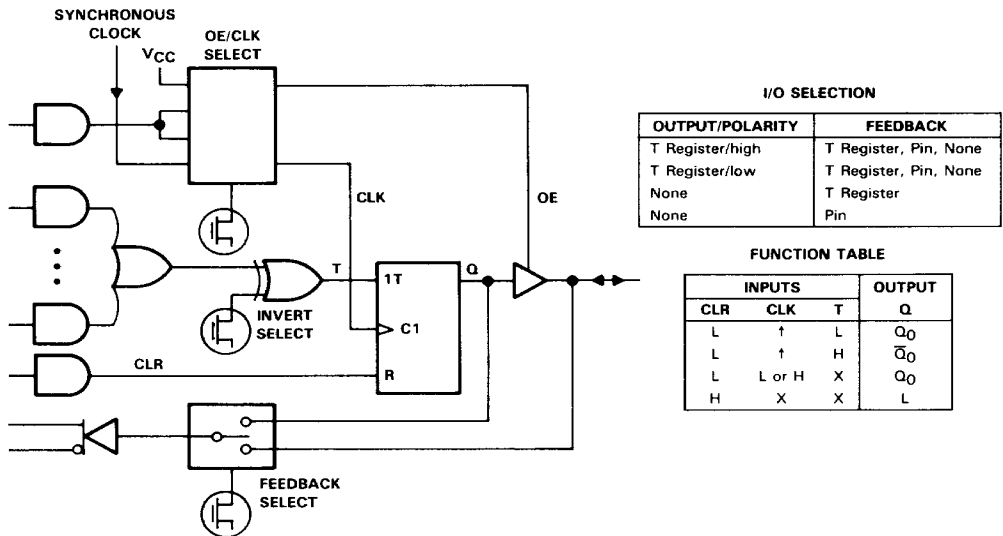 SYNCHRONOUS
CLOCK
OE/CLK
SELECT
VCC
CLK
OE
T
1T
Q
C1
INVERT
SELECT
CLR
R
FEEDBACK
SELECT
I/O SELECTION
OUTPUT/POLARITY FEEDBACK
T Register/high T Register, Pin, None
T Register/low T Register, Pin, None
None T Register
None Pin
FUNCTION TABLE
INPUTS OUTPUT
CLR CLK T Q
L ↑ L Q0
L ↑ H Q̅0
L L or H X Q0
H X X L